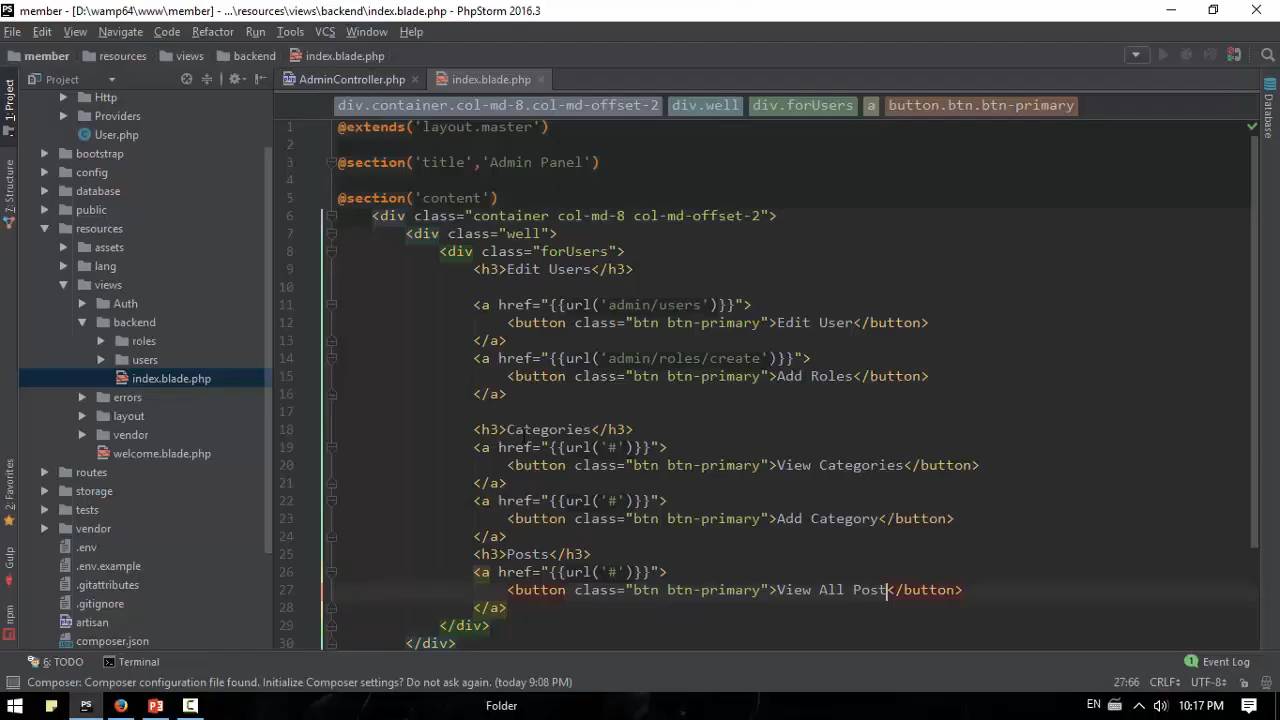 member - [D:\wamp64\www\member] - ...\resources\views\backend\index.blade.php - PhpStorm 2016.3
File Edit View Navigate Code Refactor Run Tools VCS Window Help
member resources views backend index.blade.php
Project AdminController.php index.blade.php
div.container.col-md-8.col-md-offset-2 div.well div.forUsers a button.btn.btn-primary
1: Project
7: Structure
2: Favorites
Gulp
npm
Database
Http
Providers
User.php
bootstrap
config
database
public
resources
assets
lang
views
Auth
backend
roles
users
index.blade.php
errors
layout
vendor
welcome.blade.php
routes
storage
tests
vendor
.env
.env.example
.gitattributes
.gitignore
artisan
composer.json
1 @extends('layout.master')
2
3 @section('title','Admin Panel')
4
5 @section('content')
6 <div class="container col-md-8 col-md-offset-2">
7 <div class="well">
8 <div class="forUsers">
9 <h3>Edit Users</h3>
10
11 <a href="{{url('admin/users')}}">
12 <button class="btn btn-primary">Edit User</button>
13 </a>
14 <a href="{{url('admin/roles/create')}}">
15 <button class="btn btn-primary">Add Roles</button>
16 </a>
17
18 <h3>Categories</h3>
19 <a href="{{url('#')}}">
20 <button class="btn btn-primary">View Categories</button>
21 </a>
22 <a href="{{url('#')}}">
23 <button class="btn btn-primary">Add Category</button>
24 </a>
25 <h3>Posts</h3>
26 <a href="{{url('#')}}">
27 <button class="btn btn-primary">View All Post</button>
28 </a>
29 </div>
30 </div>
6: TODO Terminal Event Log
Composer: Composer configuration file found. Initialize Composer settings? Do not ask again. (today 9:08 PM) 27:66 CRLF÷ UTF-8÷
Folder EN 10:17 PM